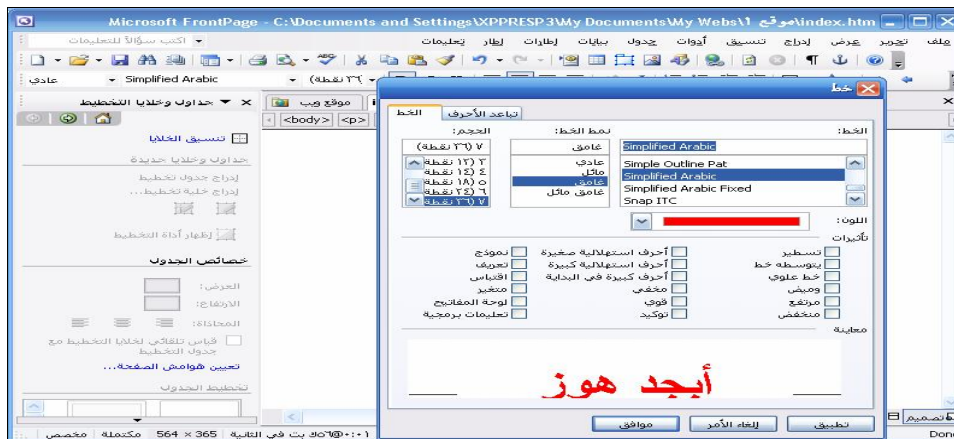 Microsoft FrontPage - C:\Documents and Settings\XPPRESP3\My Documents\My Webs\موقع 1\index.htm
ملف تحرير عرض إدراج تنسيق أدوات جدول بيانات إطارات إطار تعليمات
اكتب سؤالاً للتعليمات
عادي
Simplified Arabic
(٣٦ نقطة)
جداول وخلايا التخطيط
موقع ويب
<body> <p>
تنسيق الخلايا
جداول وخلايا جديدة
إدراج جدول تخطيط
إدراج خلية تخطيط...
إظهار أداة التخطيط
خصائص الجدول
العرض:
الارتفاع:
المحاذاة:
قياس تلقائي لخلايا التخطيط مع
جدول التخطيط
تعيين هوامش الصفحة...
تخطيط الجدول
خط
الخط
تباعد الأحرف
الخط:
نمط الخط:
الحجم:
Simplified Arabic
غامق
٧ (٣٦ نقطة)
Simple Outline Pat
Simplified Arabic
Simplified Arabic Fixed
Snap ITC
عادي
مائل
غامق
غامق مائل
٣ (١٢ نقطة)
٤ (١٤ نقطة)
٥ (١٨ نقطة)
٦ (٢٤ نقطة)
٧ (٣٦ نقطة)
اللون:
تأثيرات
تسطير
أحرف استهلالية صغيرة
نموذج
يتوسطه خط
أحرف استهلالية كبيرة
تعريف
خط علوي
أحرف كبيرة في البداية
اقتباس
وميض
مخفي
متغير
مرتفع
قوي
لوحة المفاتيح
منخفض
توكيد
تعليمات برمجية
معاينة
أبجد هوز
موافق
إلغاء الأمر
تطبيق
تصميم
بت في الثانية
564 × 365
مكتملة
مخصص
Done